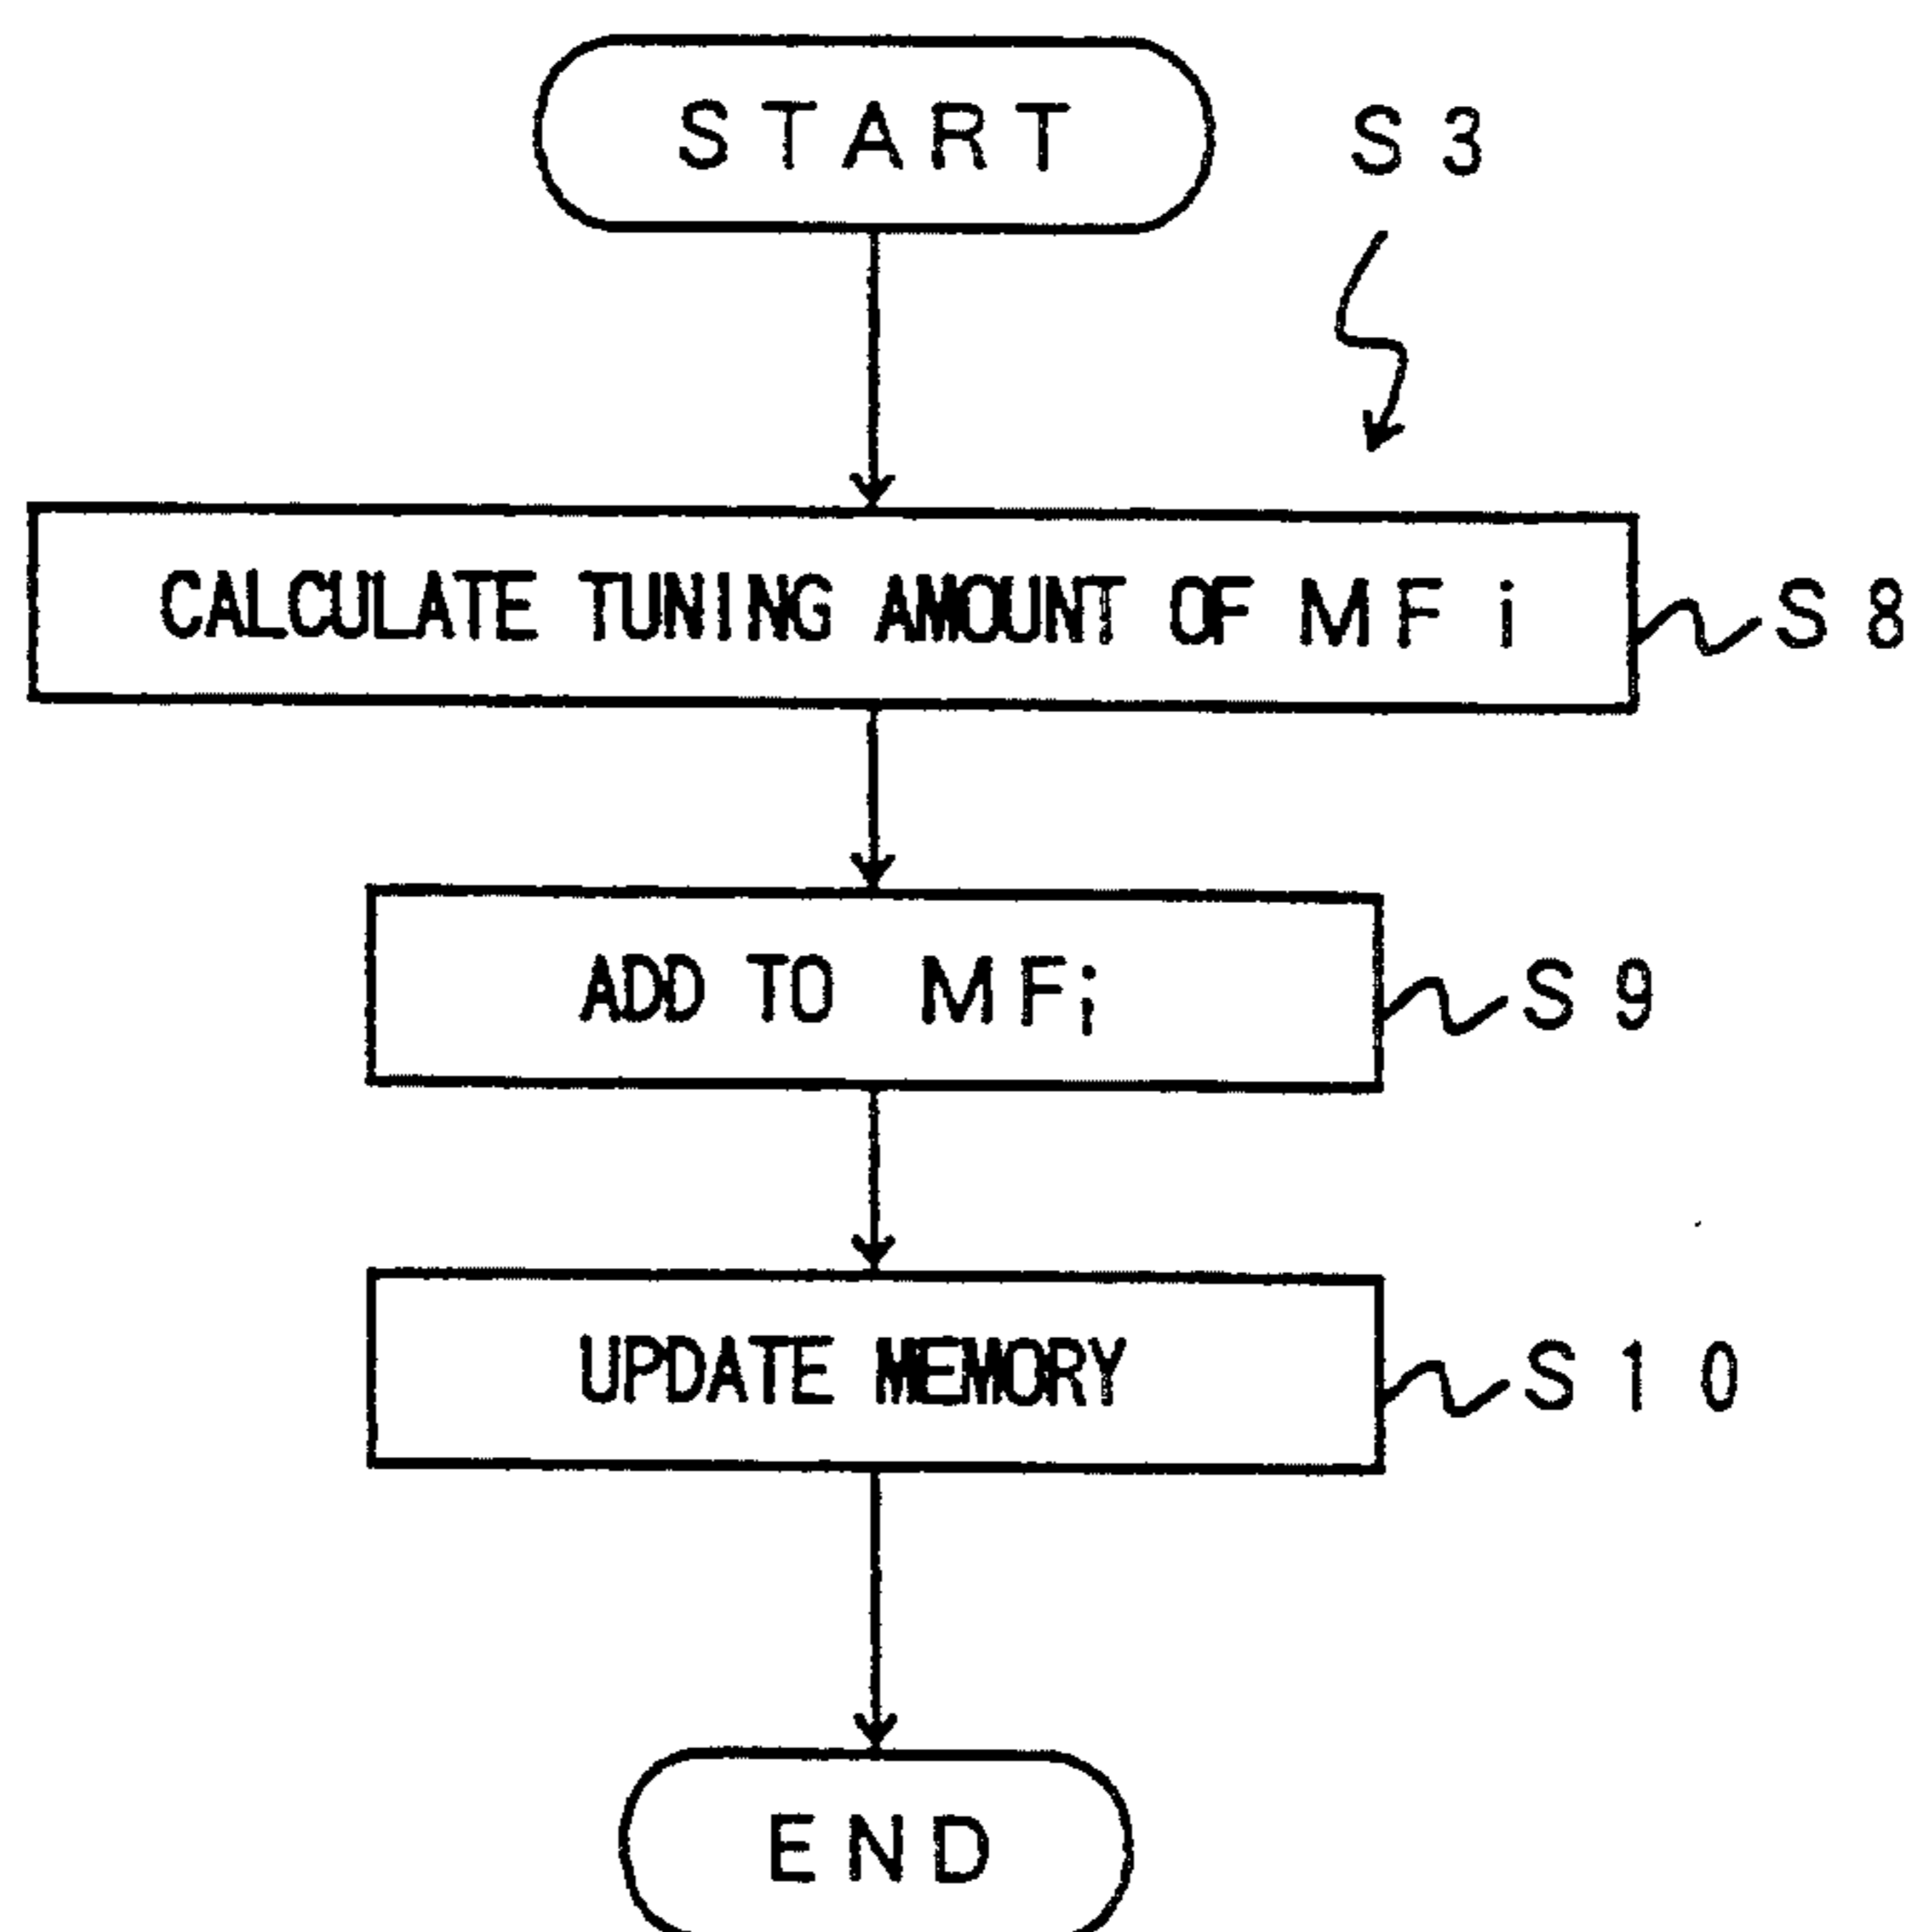 START
S3
CALCULATE TUNING AMOUNT OF MFi
S8
ADD TO MFi
S9
UPDATE MEMORY
S10
END